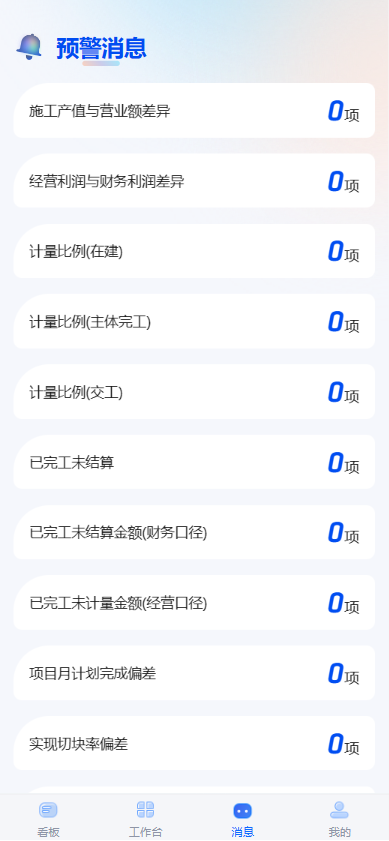 预警消息
施工产值与营业额差异 0项
经营利润与财务利润差异 0项
计量比例(在建) 0项
计量比例(主体完工) 0项
计量比例(交工) 0项
已完工未结算 0项
已完工未结算金额(财务口径) 0项
已完工未计量金额(经营口径) 0项
项目月计划完成偏差 0项
实现切块率偏差 0项
看板 工作台 消息 我的